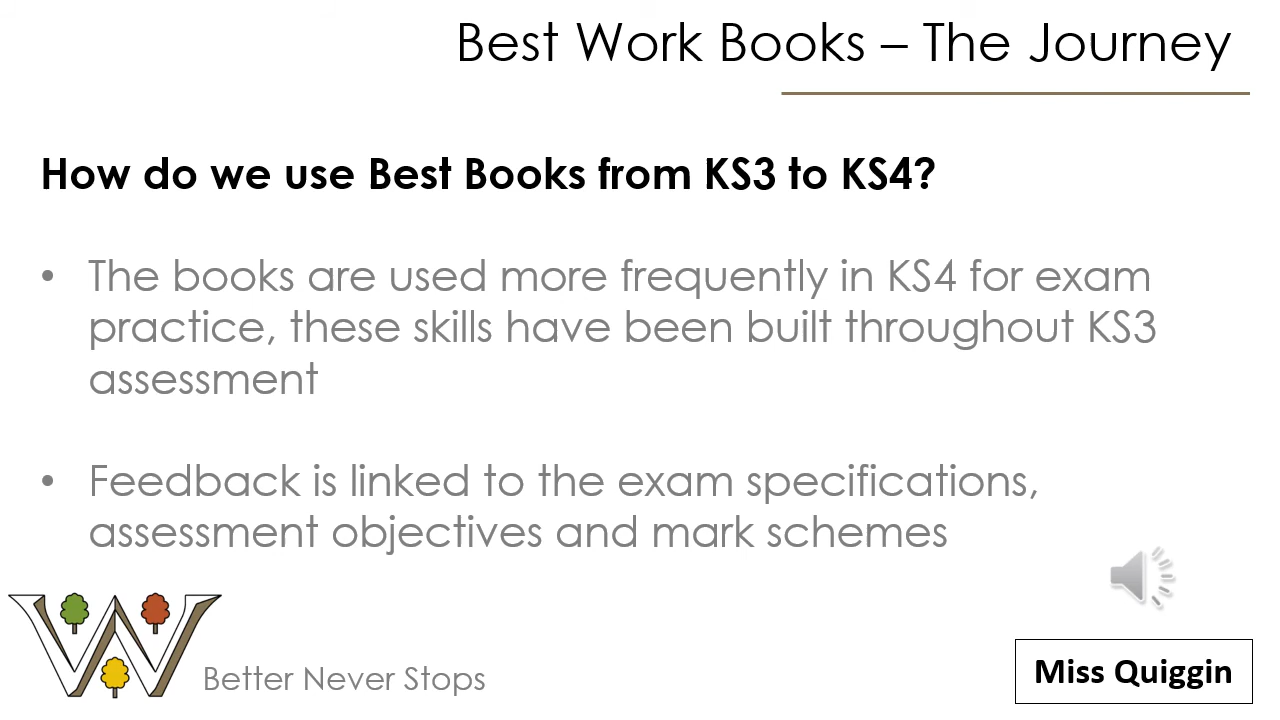 Best Work Books – The Journey
How do we use Best Books from KS3 to KS4?
• The books are used more frequently in KS4 for exam
practice, these skills have been built throughout KS3
assessment
• Feedback is linked to the exam specifications,
assessment objectives and mark schemes
W
Better Never Stops
Miss Quiggin